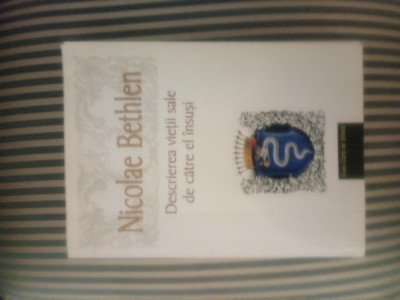 Nicolae Bethlen
Descrierea vieții sale
de către el însuși